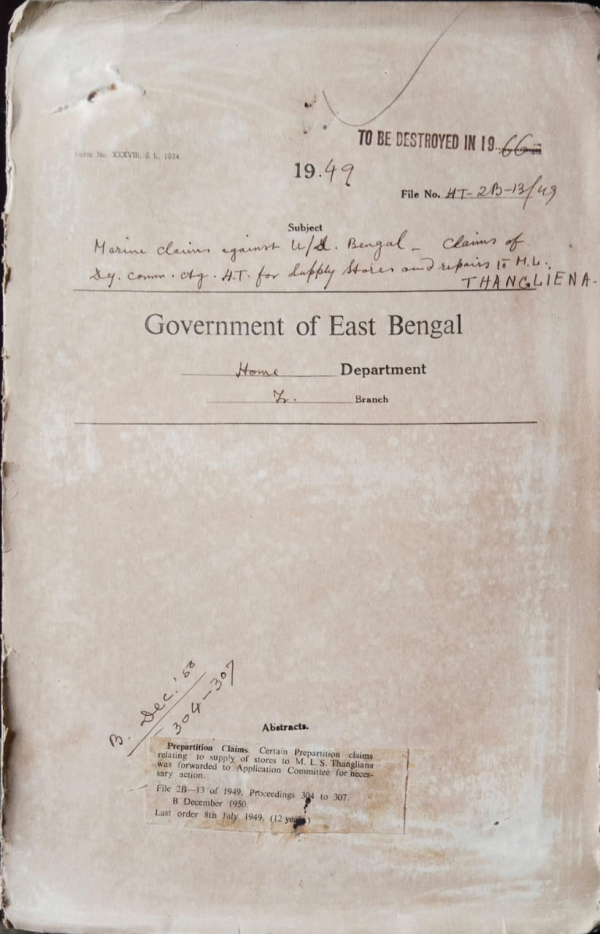 Form No. XXXVIII, S. L. 1924
TO BE DESTROYED IN 19 66
19 49
File No. HT-2B-13/49
Subject
Marine claims against U/d. Bengal - Claims of
Dy. Comm. Ctg. H.T. for Supply Stores and repairs to M.L.
THANGLIENA.
Government of East Bengal
Home Department
Branch
B. Dec. '50
304-307
Abstracts.
Prepartition Claims. Certain Prepartition claims
relating to supply of stores to M. L. S. Thangliana
was forwarded to Application Committee for neces-
sary action.
File 2B—13 of 1949, Proceedings 304 to 307.
B December 1950.
Last order 8th July 1949. (12 years)